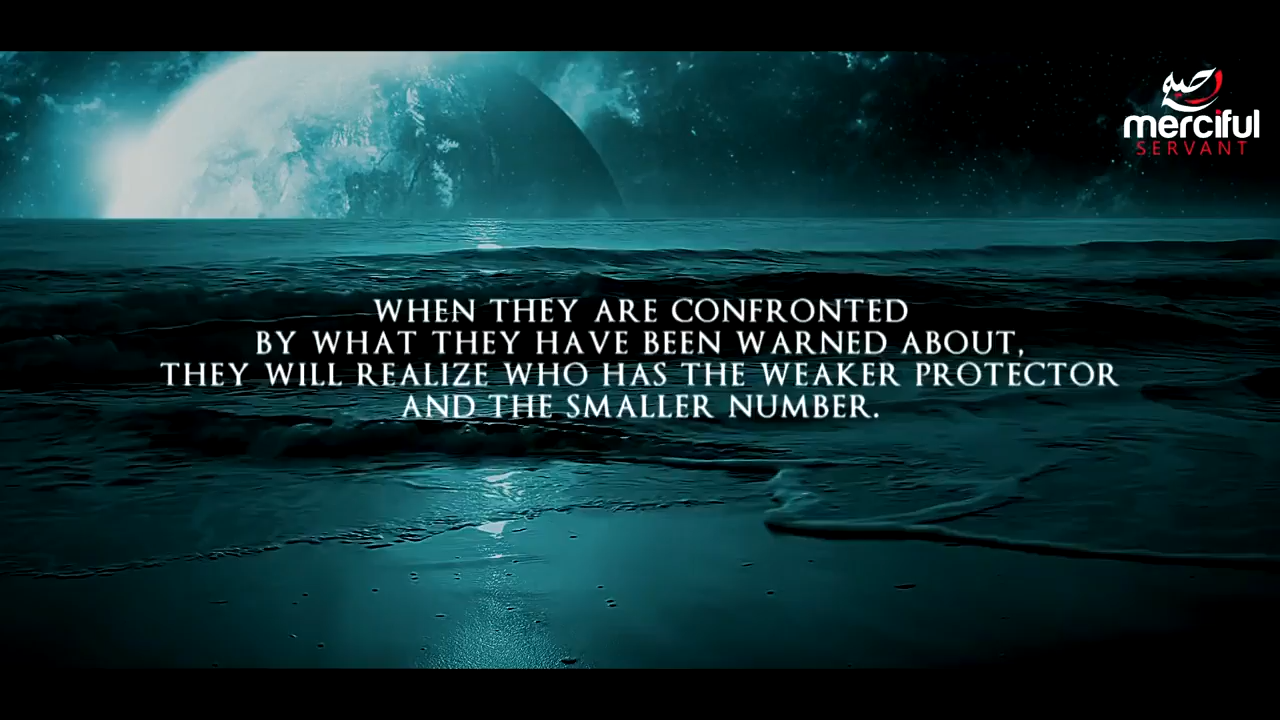 merciful
SERVANT
WHEN THEY ARE CONFRONTED
BY WHAT THEY HAVE BEEN WARNED ABOUT,
THEY WILL REALIZE WHO HAS THE WEAKER PROTECTOR
AND THE SMALLER NUMBER.